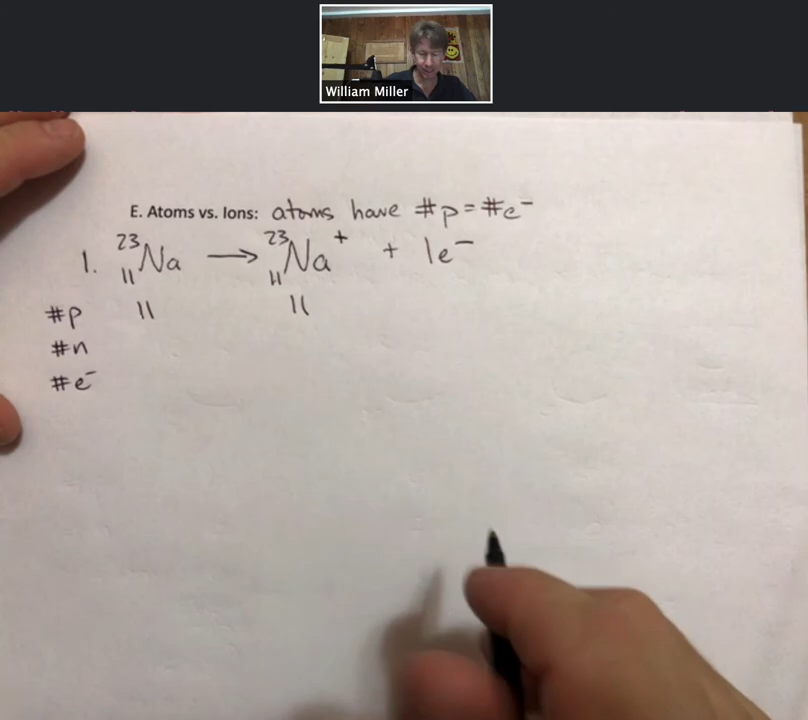 William Miller
E. Atoms vs. Ions: atoms have #p = #e⁻
1. ²³₁₁Na → ²³₁₁Na⁺ + 1e⁻
#p 11 11
#n
#e⁻